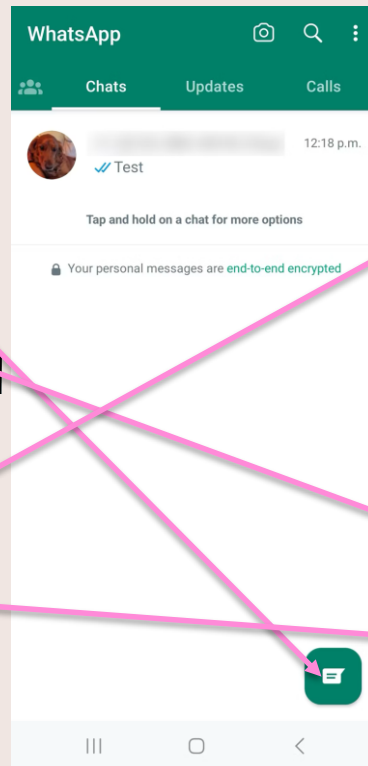 WhatsApp
Chats Updates Calls
12:18 p.m.
Test
Tap and hold on a chat for more options
Your personal messages are end-to-end encrypted